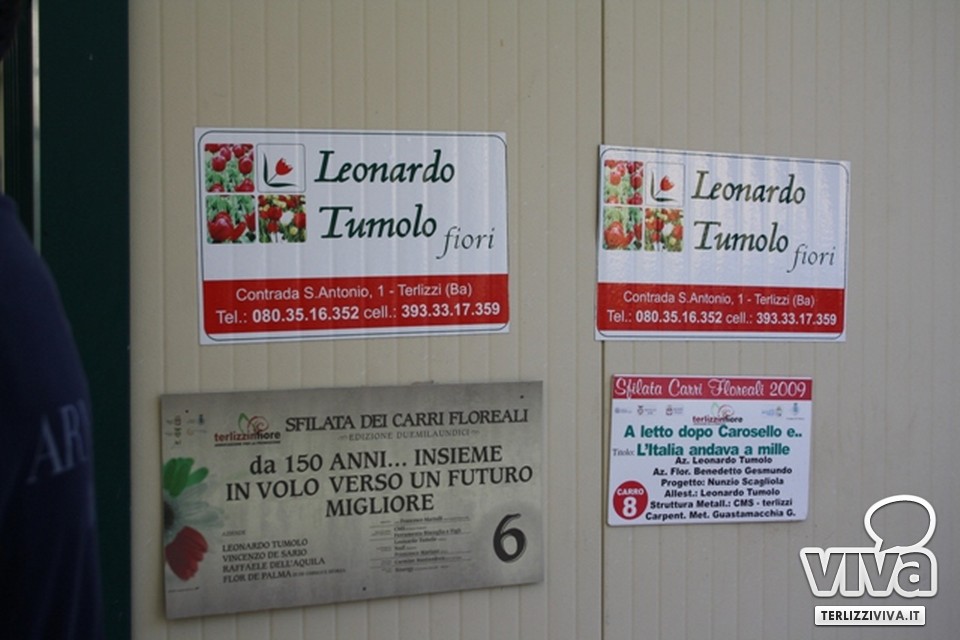 Leonardo
Tumolo fiori
Contrada S.Antonio, 1 - Terlizzi (Ba)
Tel.: 080.35.16.352 cell.: 393.33.17.359
Leonardo
Tumolo fiori
Contrada S.Antonio, 1 - Terlizzi (Ba)
Tel.: 080.35.16.352 cell.: 393.33.17.359
terlizzinfiore
SFILATA DEI CARRI FLOREALI
EDIZIONE DUEMILAUNDICI
da 150 ANNI... INSIEME
IN VOLO VERSO UN FUTURO
MIGLIORE
LEONARDO TUMOLO
VINCENZO DE SARIO
RAFFAELE DELL'AQUILA
FLOR DE PALMA
6
Sfilata Carri Floreali 2009
terlizzinfiore
A letto dopo Carosello e..
Titolo: L'Italia andava a mille
Az. Leonardo Tumolo
Az. Flor. Benedetto Gesmundo
Progetto: Nunzio Scagliola
Allest.: Leonardo Tumolo
Struttura Metall.: CMS - terlizzi
Carpent. Met. Guastamacchia G.
CARRO
8
AR
viva
TERLIZZIVIVA.IT